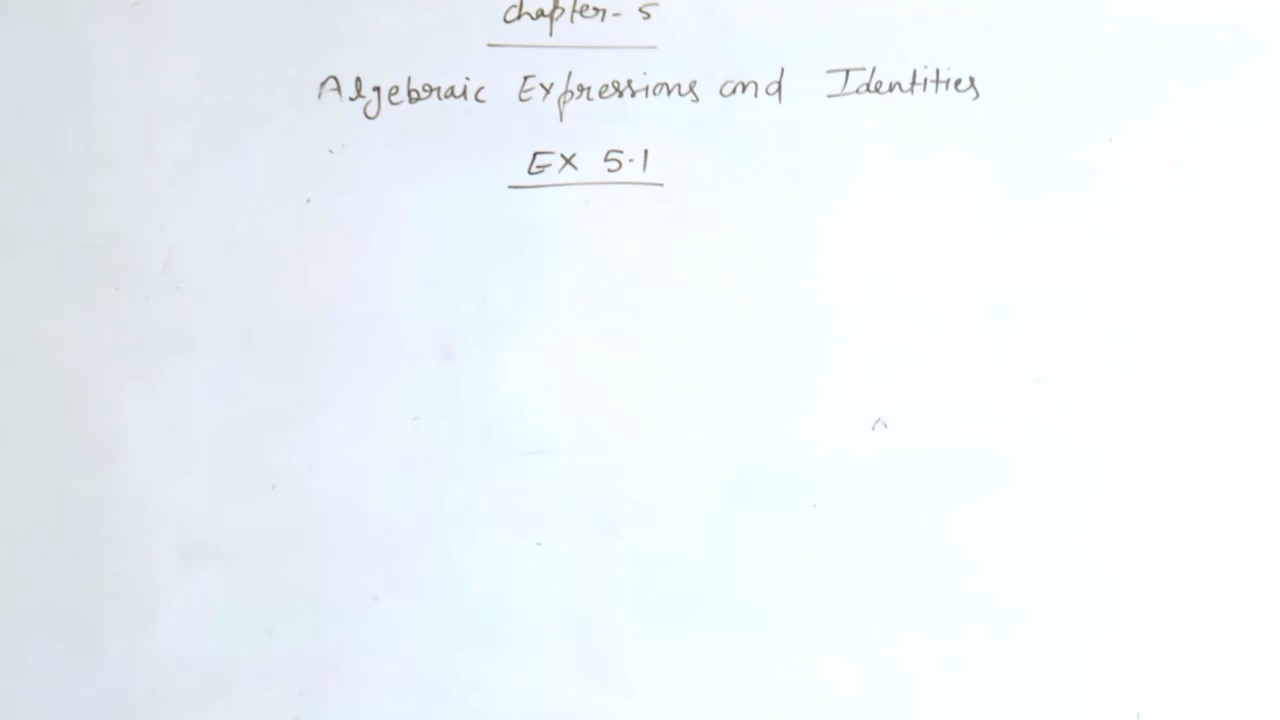 Chapter - 5
Algebraic Expressions and Identities
EX 5.1